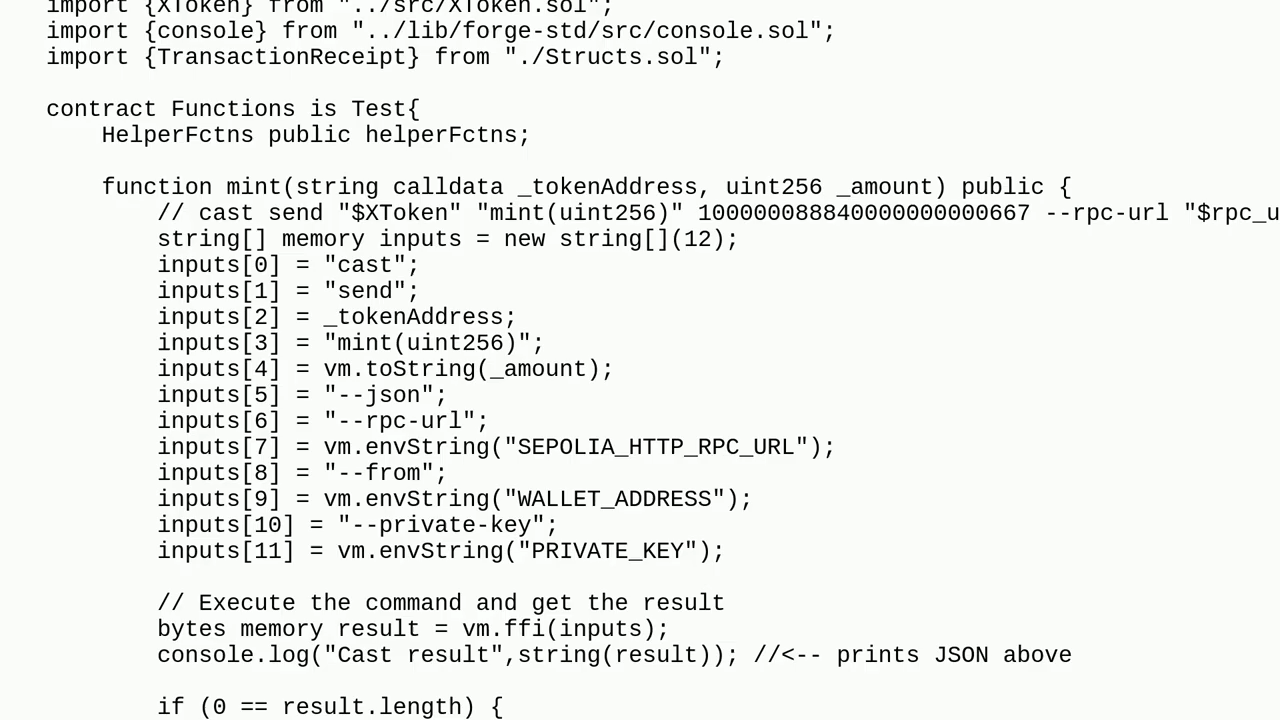 import {XToken} from "../src/XToken.sol";
import {console} from "../lib/forge-std/src/console.sol";
import {TransactionReceipt} from "./Structs.sol";

contract Functions is Test{
    HelperFctns public helperFctns;

    function mint(string calldata _tokenAddress, uint256 _amount) public {
        // cast send "$XToken" "mint(uint256)" 100000088840000000000667 --rpc-url "$rpc_u
        string[] memory inputs = new string[](12);
        inputs[0] = "cast";
        inputs[1] = "send";
        inputs[2] = _tokenAddress;
        inputs[3] = "mint(uint256)";
        inputs[4] = vm.toString(_amount);
        inputs[5] = "--json";
        inputs[6] = "--rpc-url";
        inputs[7] = vm.envString("SEPOLIA_HTTP_RPC_URL");
        inputs[8] = "--from";
        inputs[9] = vm.envString("WALLET_ADDRESS");
        inputs[10] = "--private-key";
        inputs[11] = vm.envString("PRIVATE_KEY");

        // Execute the command and get the result
        bytes memory result = vm.ffi(inputs);
        console.log("Cast result",string(result)); //<-- prints JSON above

        if (0 == result.length) {